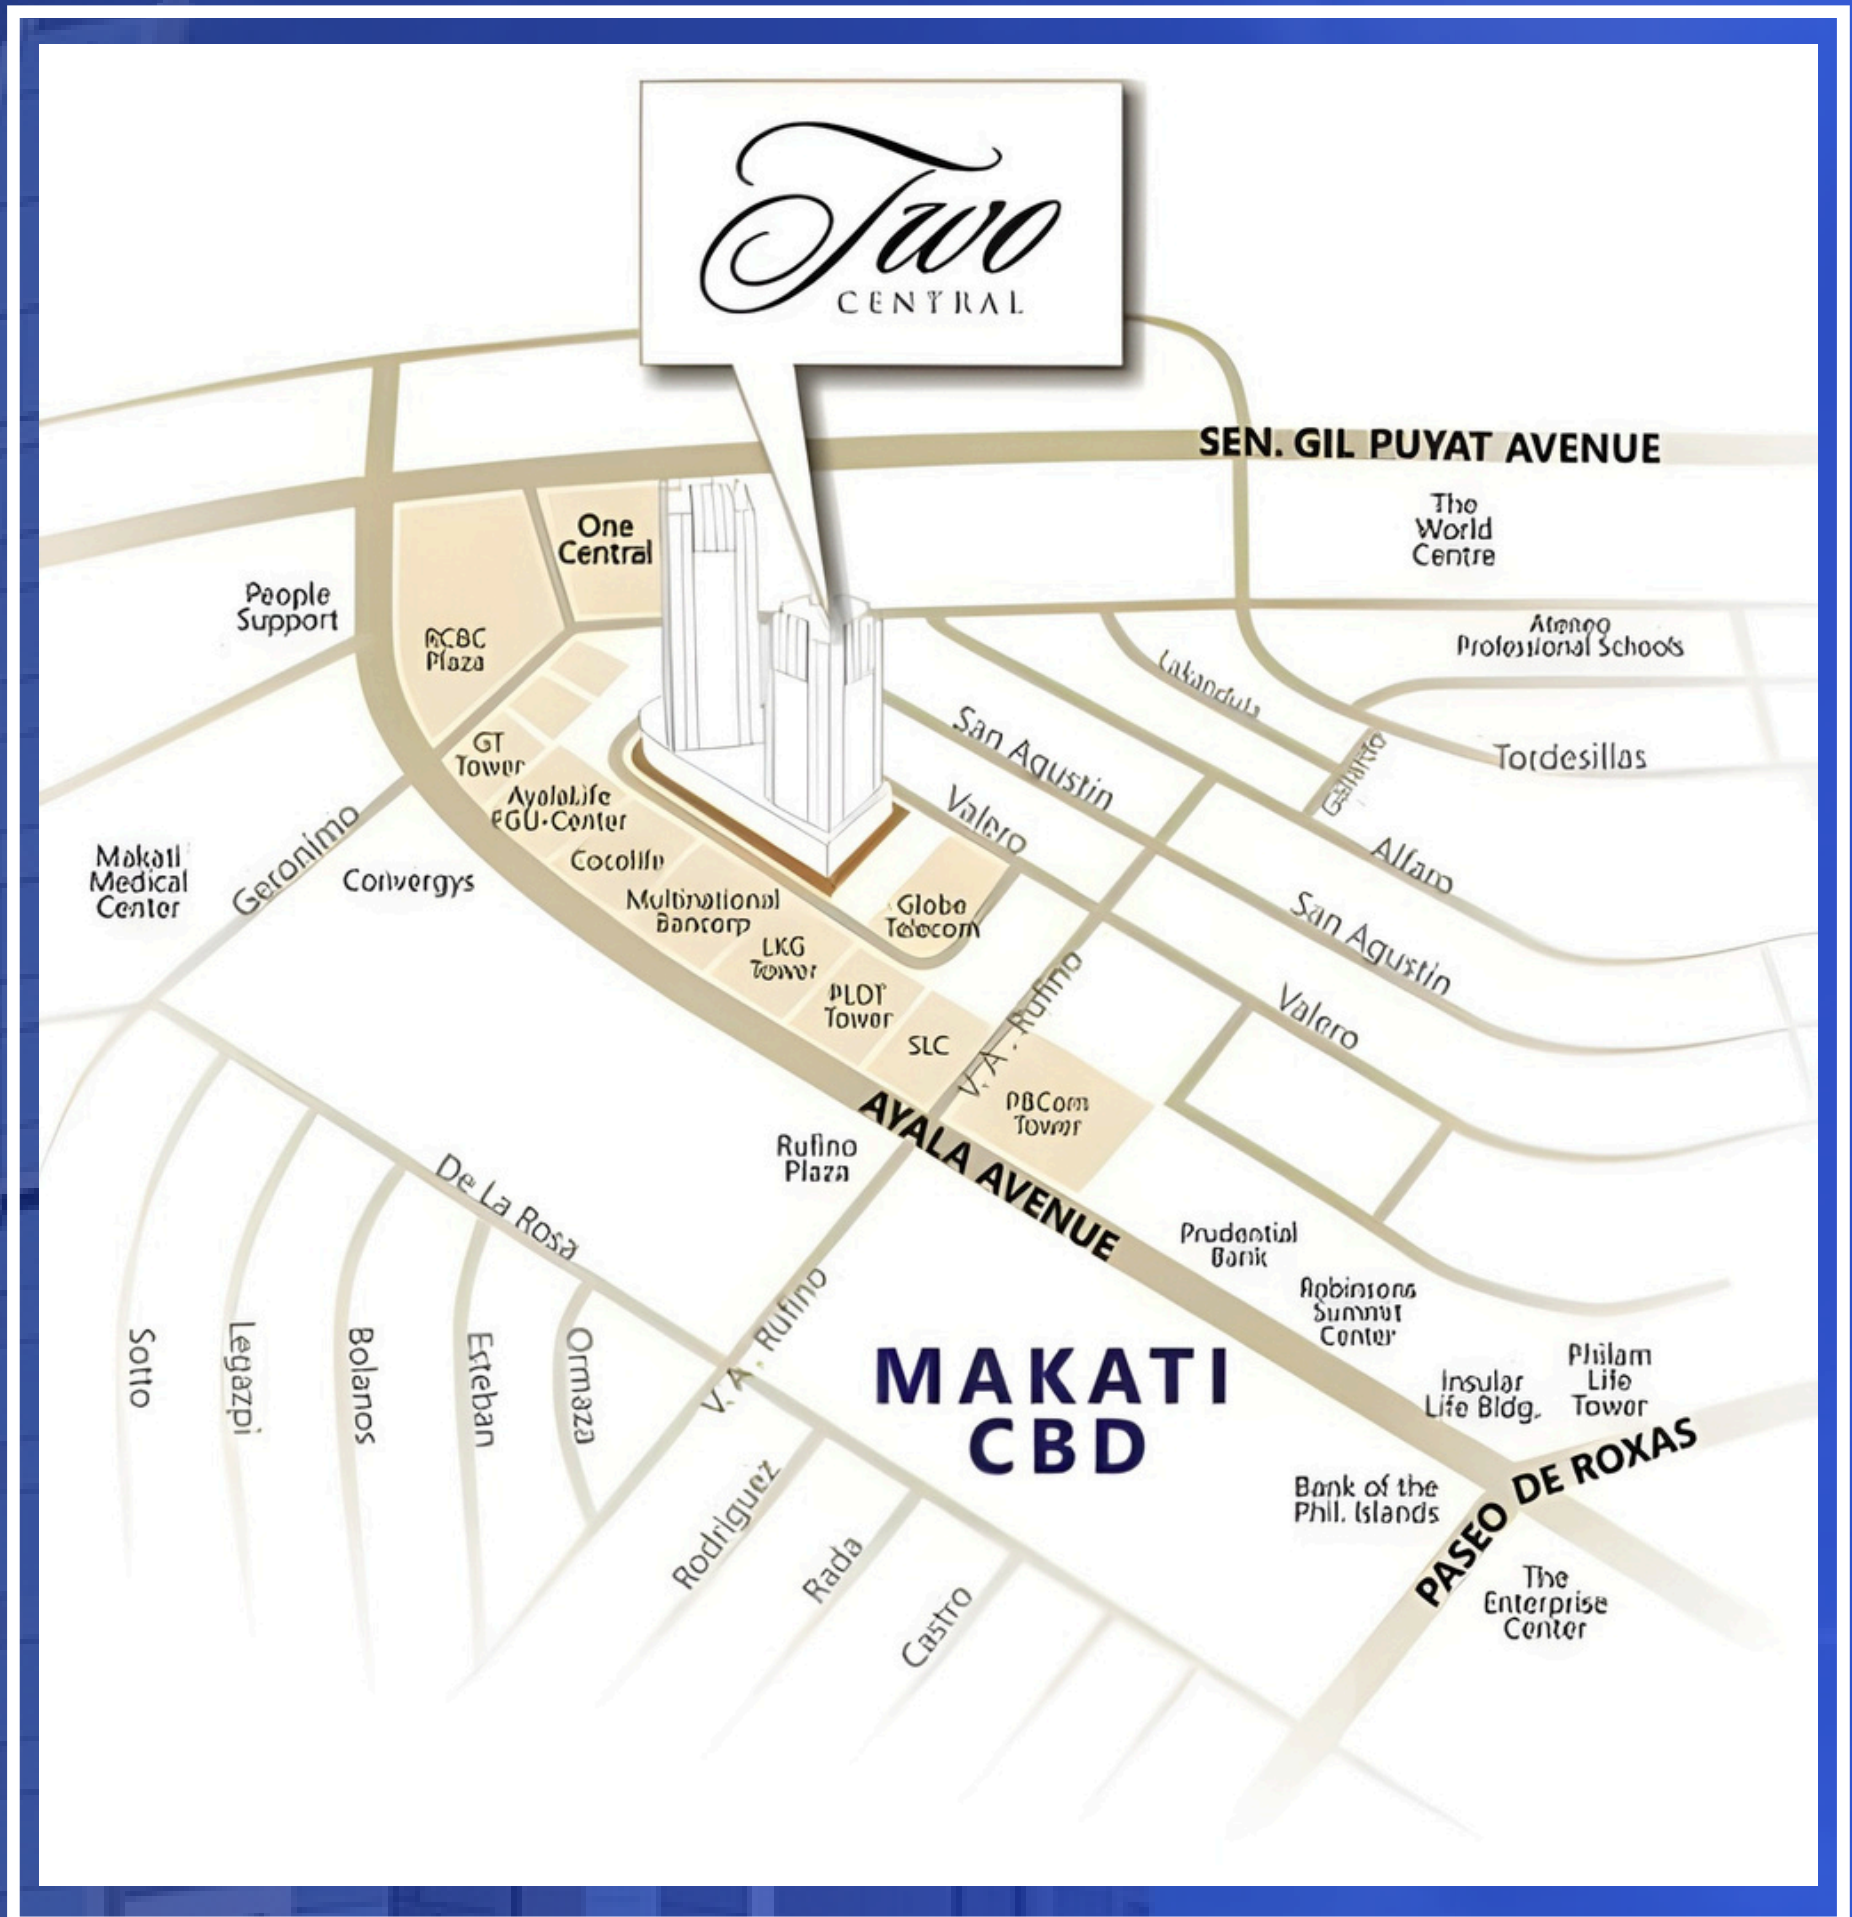 Two
CENTRAL
SEN. GIL PUYAT AVENUE
The
World
Centre
One
Central
People
Support
RCBC
Plaza
Professional Schools
Lakandula
San Agustin
Tordesillas
GT
Tower
Valero
AyalaLife
FGU-Center
Makati
Medical
Center
Geronimo
Convergys
Cocolife
Alfaro
Multinational
Bancorp
Globe
Telecom
San Agustin
LKG
Tower
V.A. Rufino
PLDT
Tower
Valero
SLC
PBCom
Tower
AYALA AVENUE
Rufino
Plaza
De La Rosa
Prudential
Bank
V.A. Rufino
Robinsons
Summit
Center
Sotto
Legazpi
Bolanos
Esteban
Ormaza
MAKATI
CBD
Insular
Life Bldg.
Philam
Life
Tower
PASEO DE ROXAS
Bank of the
Phil. Islands
Rodriguez
Rada
Castro
The
Enterprise
Center